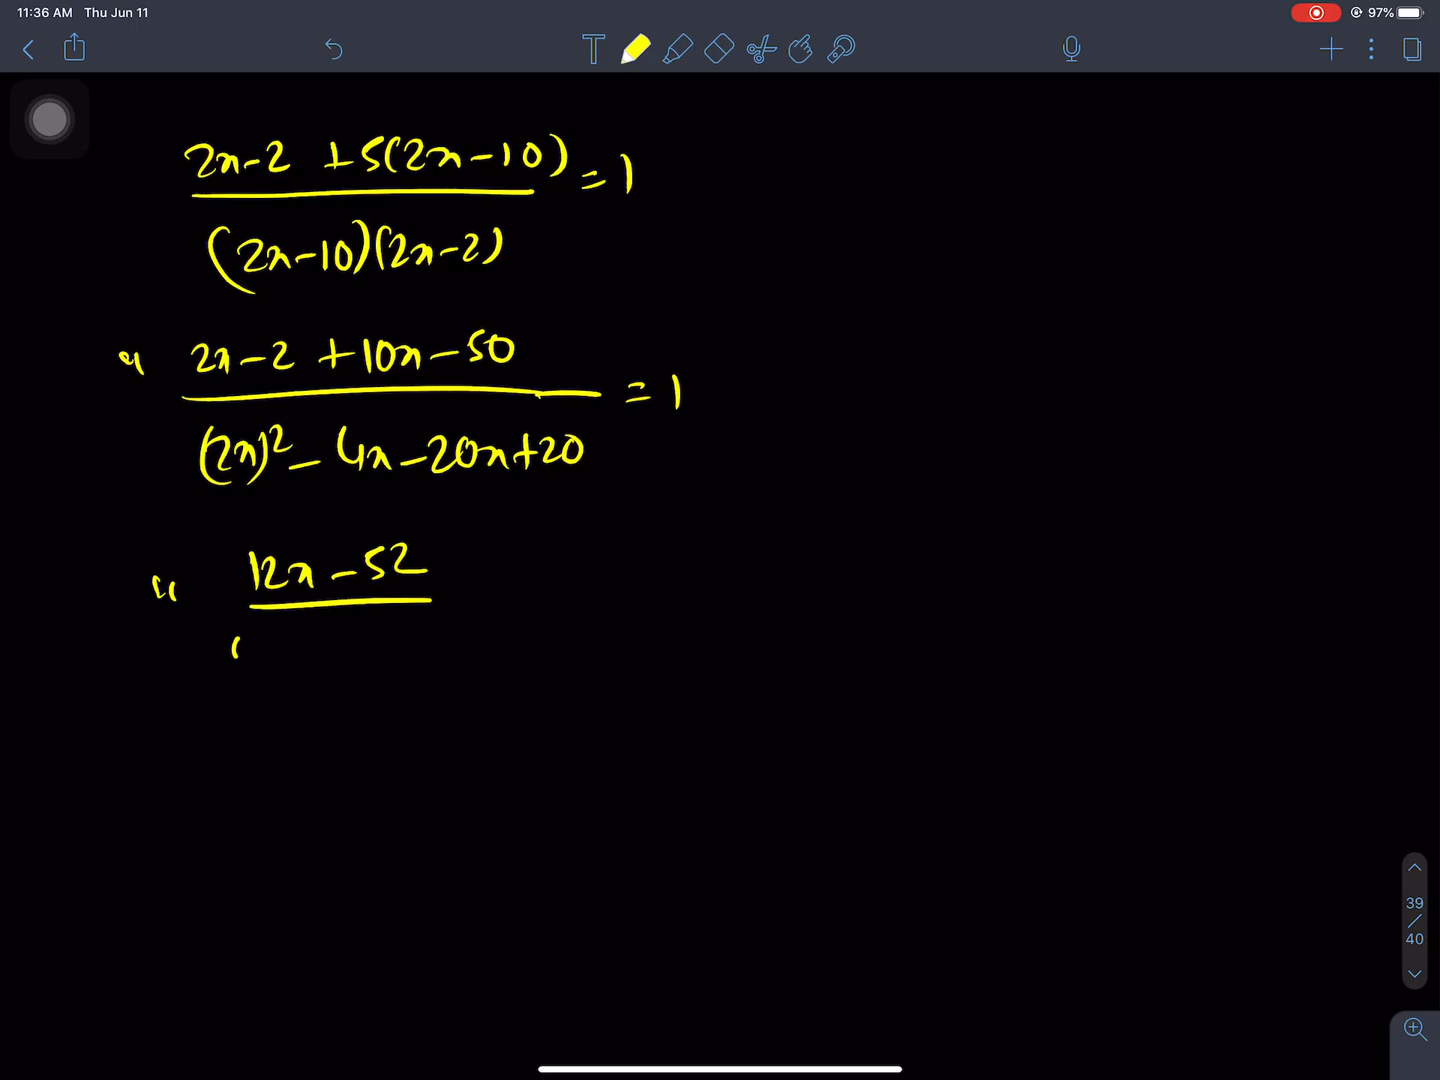 11:36 AM Thu Jun 11
97%
T
2x-2 +5(2x-10) = 1
(2x-10)(2x-2)
2x-2 +10x-50 = 1
(2x)² - 4x-20x+20
12x-52
(
39
/
40